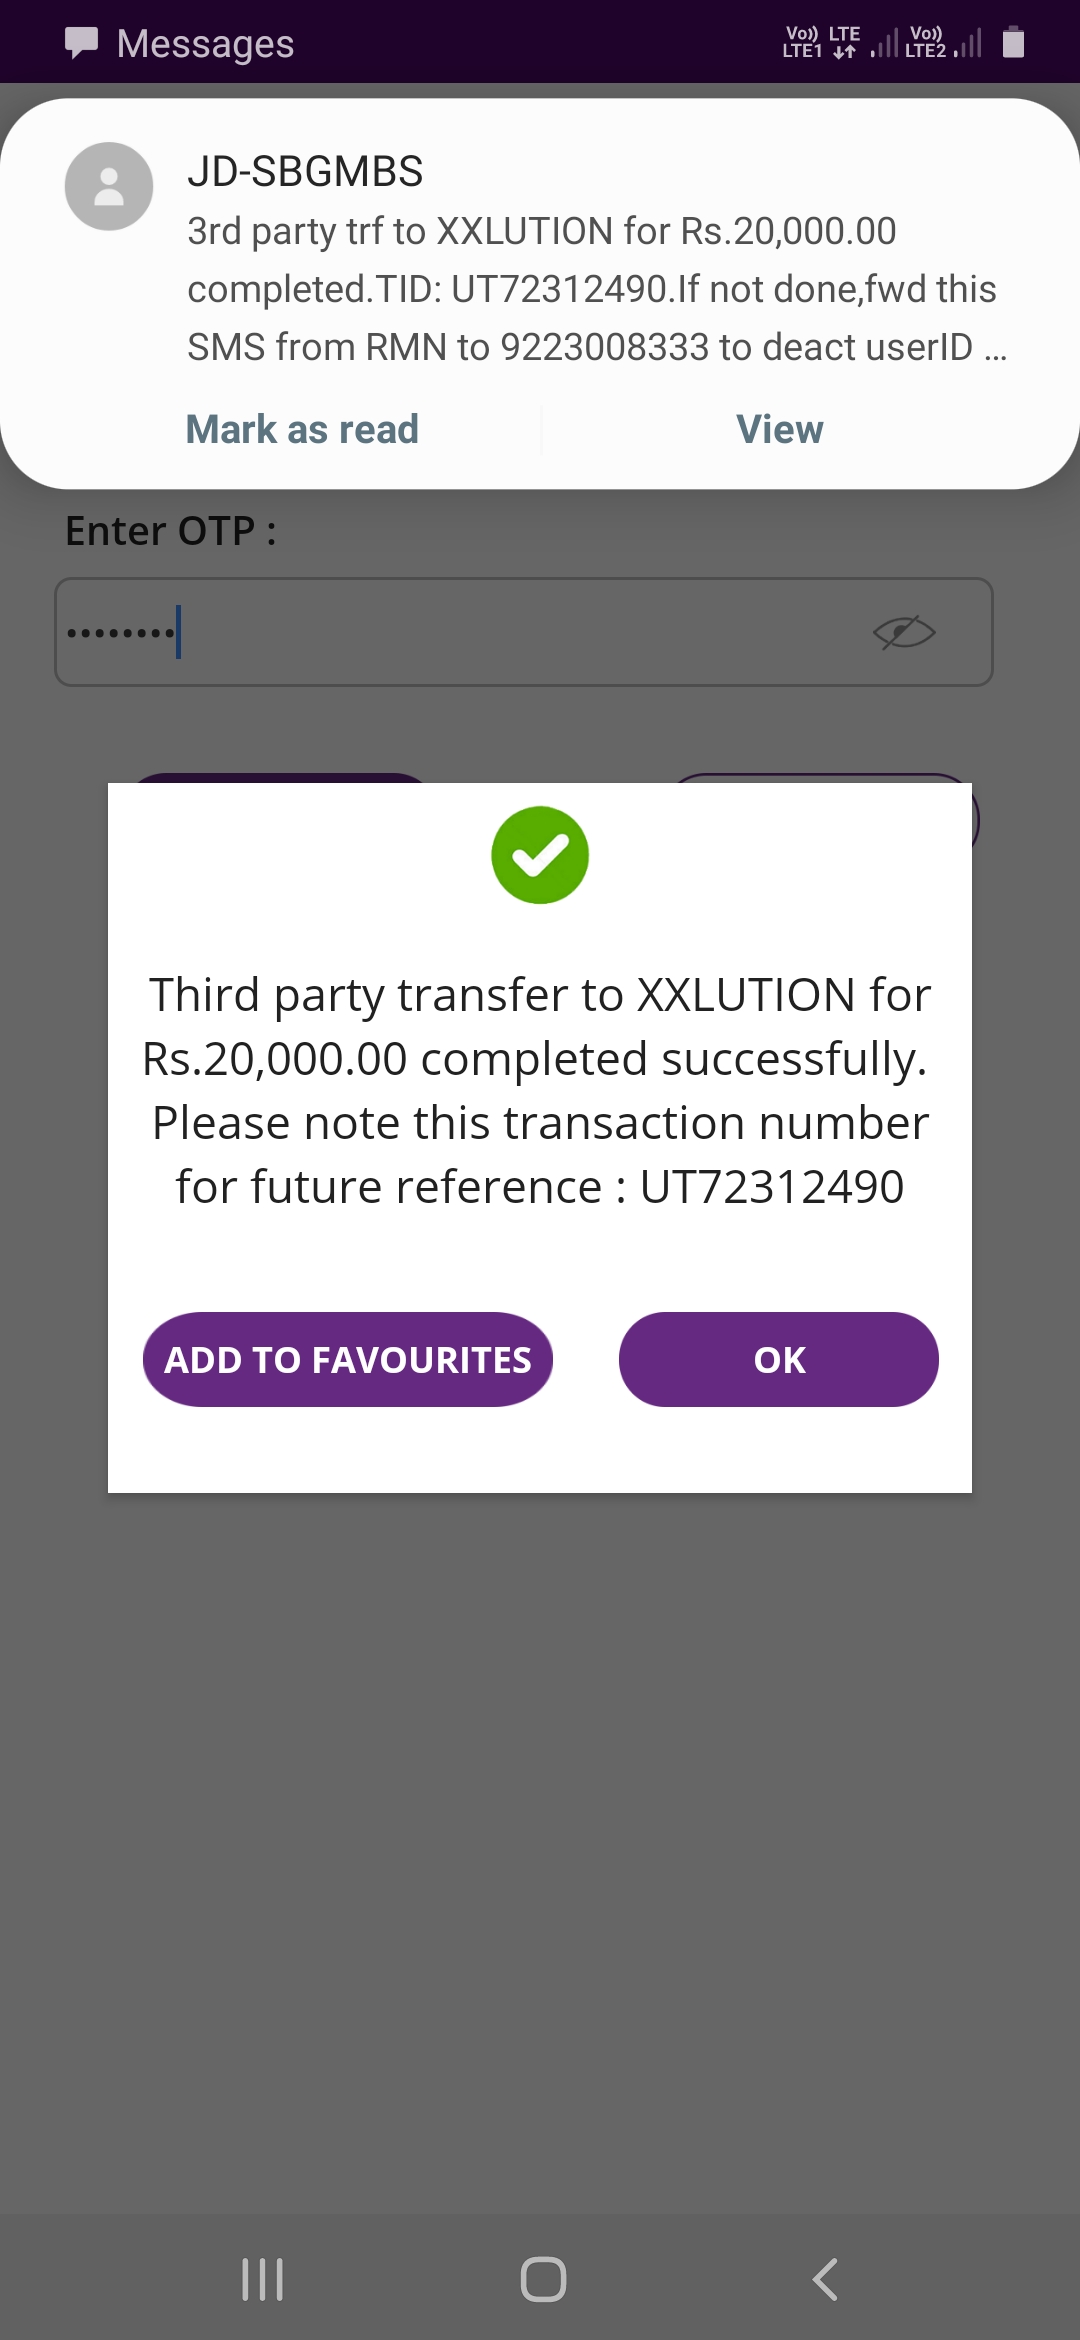 Messages
Vo)) LTE
LTE1
Vo))
LTE2
JD-SBGMBS
3rd party trf to XXLUTION for Rs.20,000.00
completed.TID: UT72312490.If not done,fwd this
SMS from RMN to 9223008333 to deact userID ...
Mark as read
View
Enter OTP :
Third party transfer to XXLUTION for
Rs.20,000.00 completed successfully.
Please note this transaction number
for future reference : UT72312490
ADD TO FAVOURITES
OK